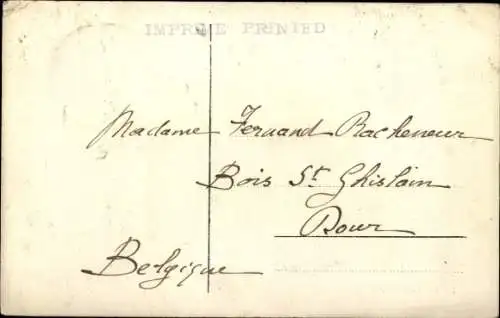 IMPRIMÉ PRINTED
Madame Fernand Racheneur
Bois St Ghislain
Dour
Belgique